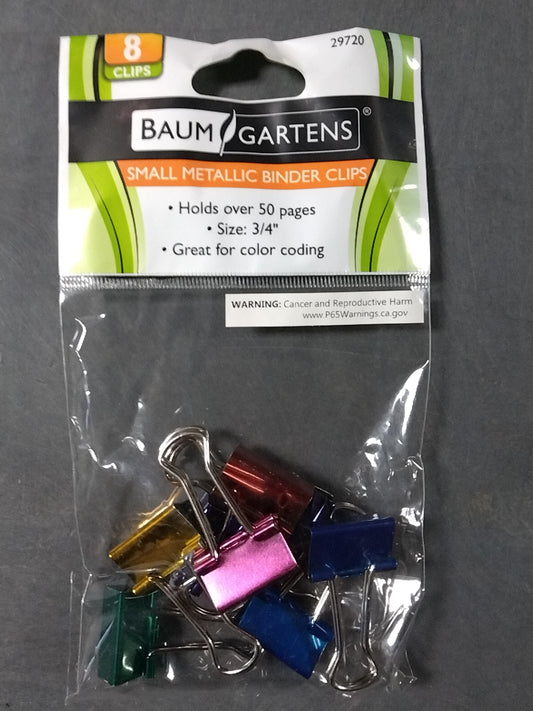 8
CLIPS
29720
BAUM GARTENS®
SMALL METALLIC BINDER CLIPS
• Holds over 50 pages
• Size: 3/4"
• Great for color coding
WARNING: Cancer and Reproductive Harm
www.P65Warnings.ca.gov